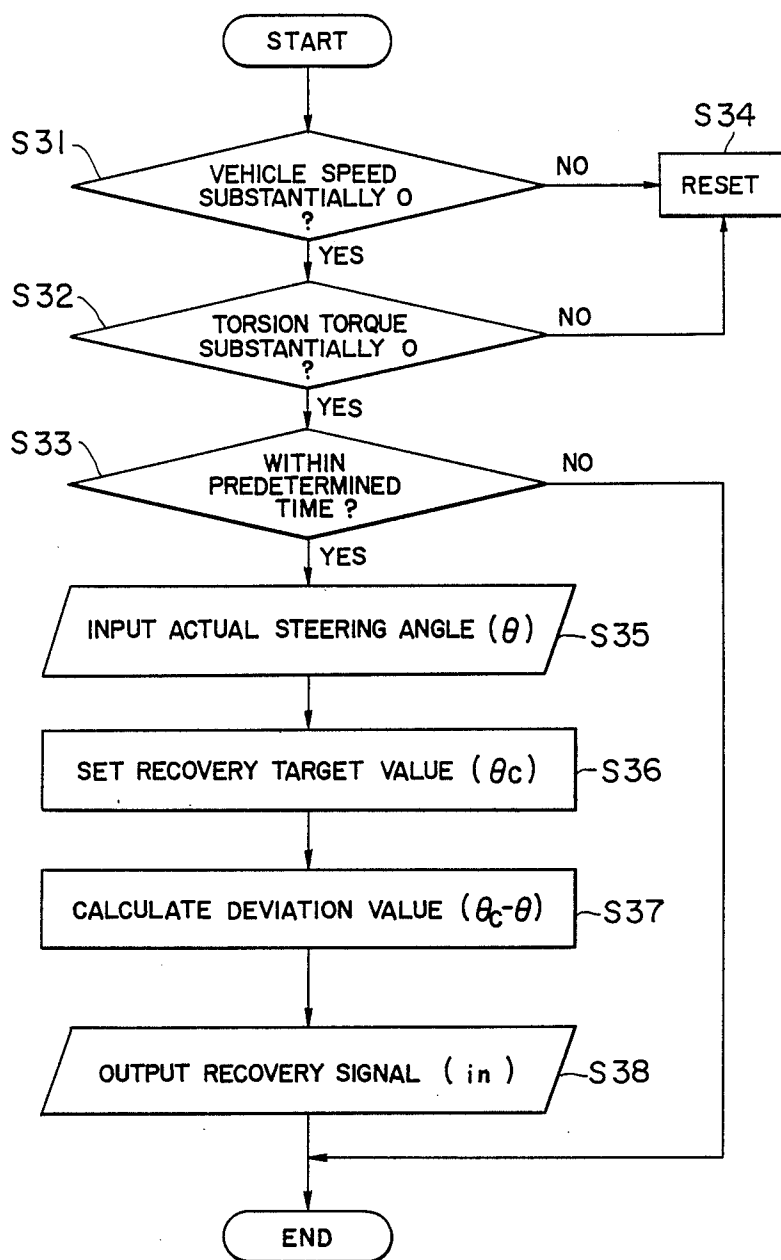 START
S31
VEHICLE SPEED
SUBSTANTIALLY 0
?
NO
S34
RESET
YES
S32
TORSION TORQUE
SUBSTANTIALLY 0
?
NO
YES
S33
WITHIN
PREDETERMINED
TIME ?
NO
YES
INPUT ACTUAL STEERING ANGLE (θ)
S35
SET RECOVERY TARGET VALUE (θc)
S36
CALCULATE DEVIATION VALUE (θc-θ)
S37
OUTPUT RECOVERY SIGNAL (in)
S38
END